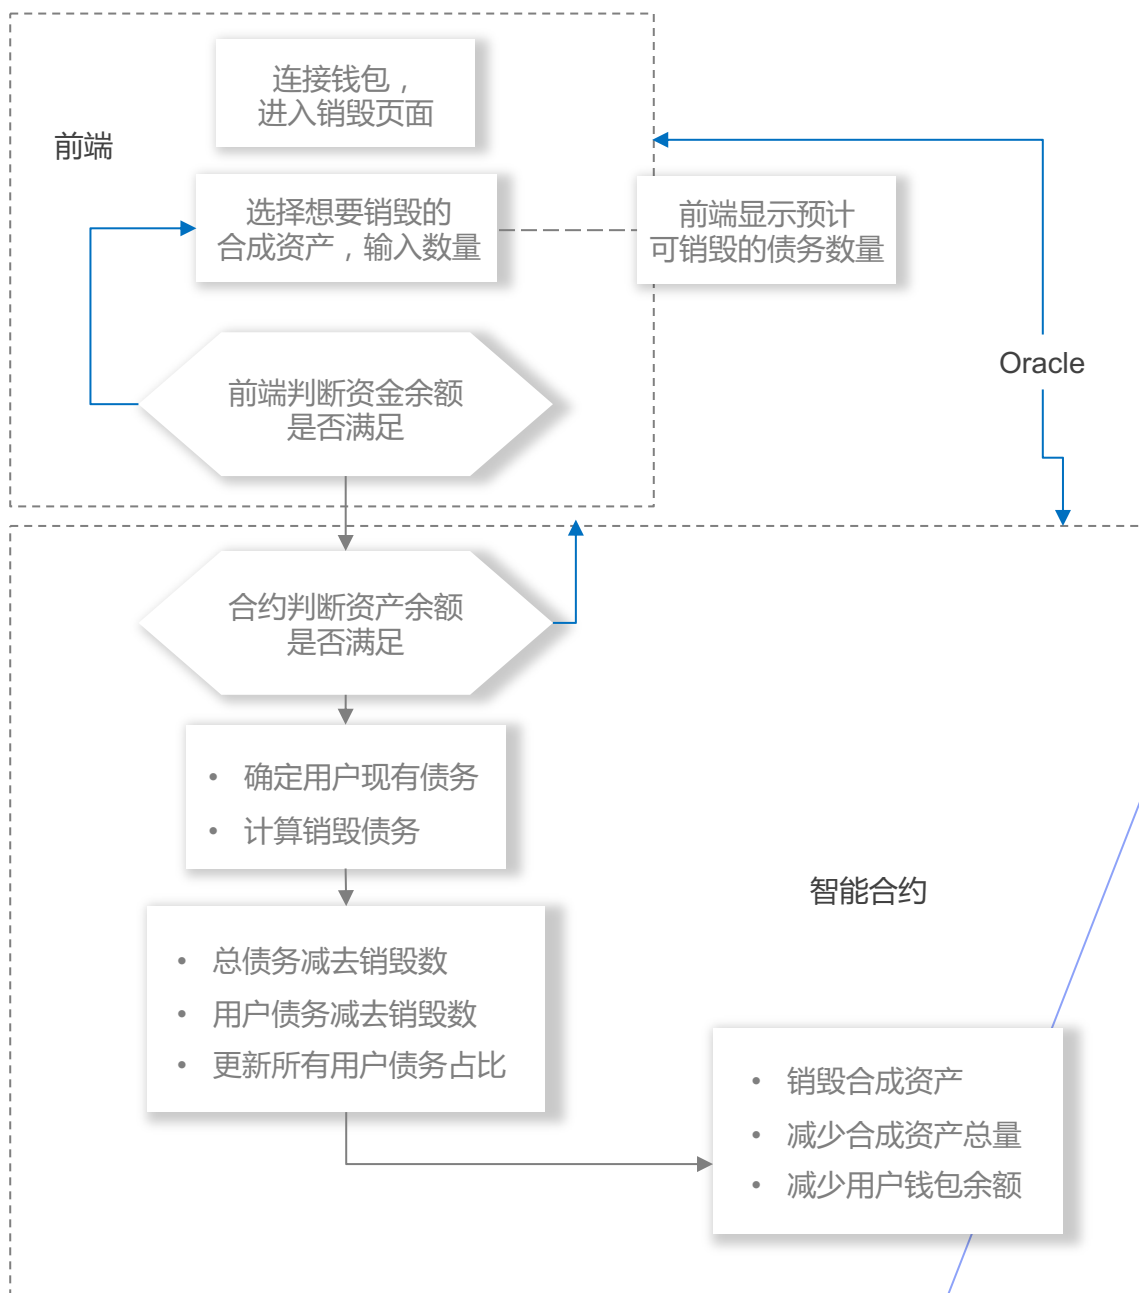 连接钱包，
进入销毁页面
前端
选择想要销毁的
合成资产，输入数量
前端显示预计
可销毁的债务数量
Oracle
前端判断资金余额
是否满足
合约判断资产余额
是否满足
• 确定用户现有债务
• 计算销毁债务
智能合约
• 总债务减去销毁数
• 用户债务减去销毁数
• 更新所有用户债务占比
• 销毁合成资产
• 减少合成资产总量
• 减少用户钱包余额